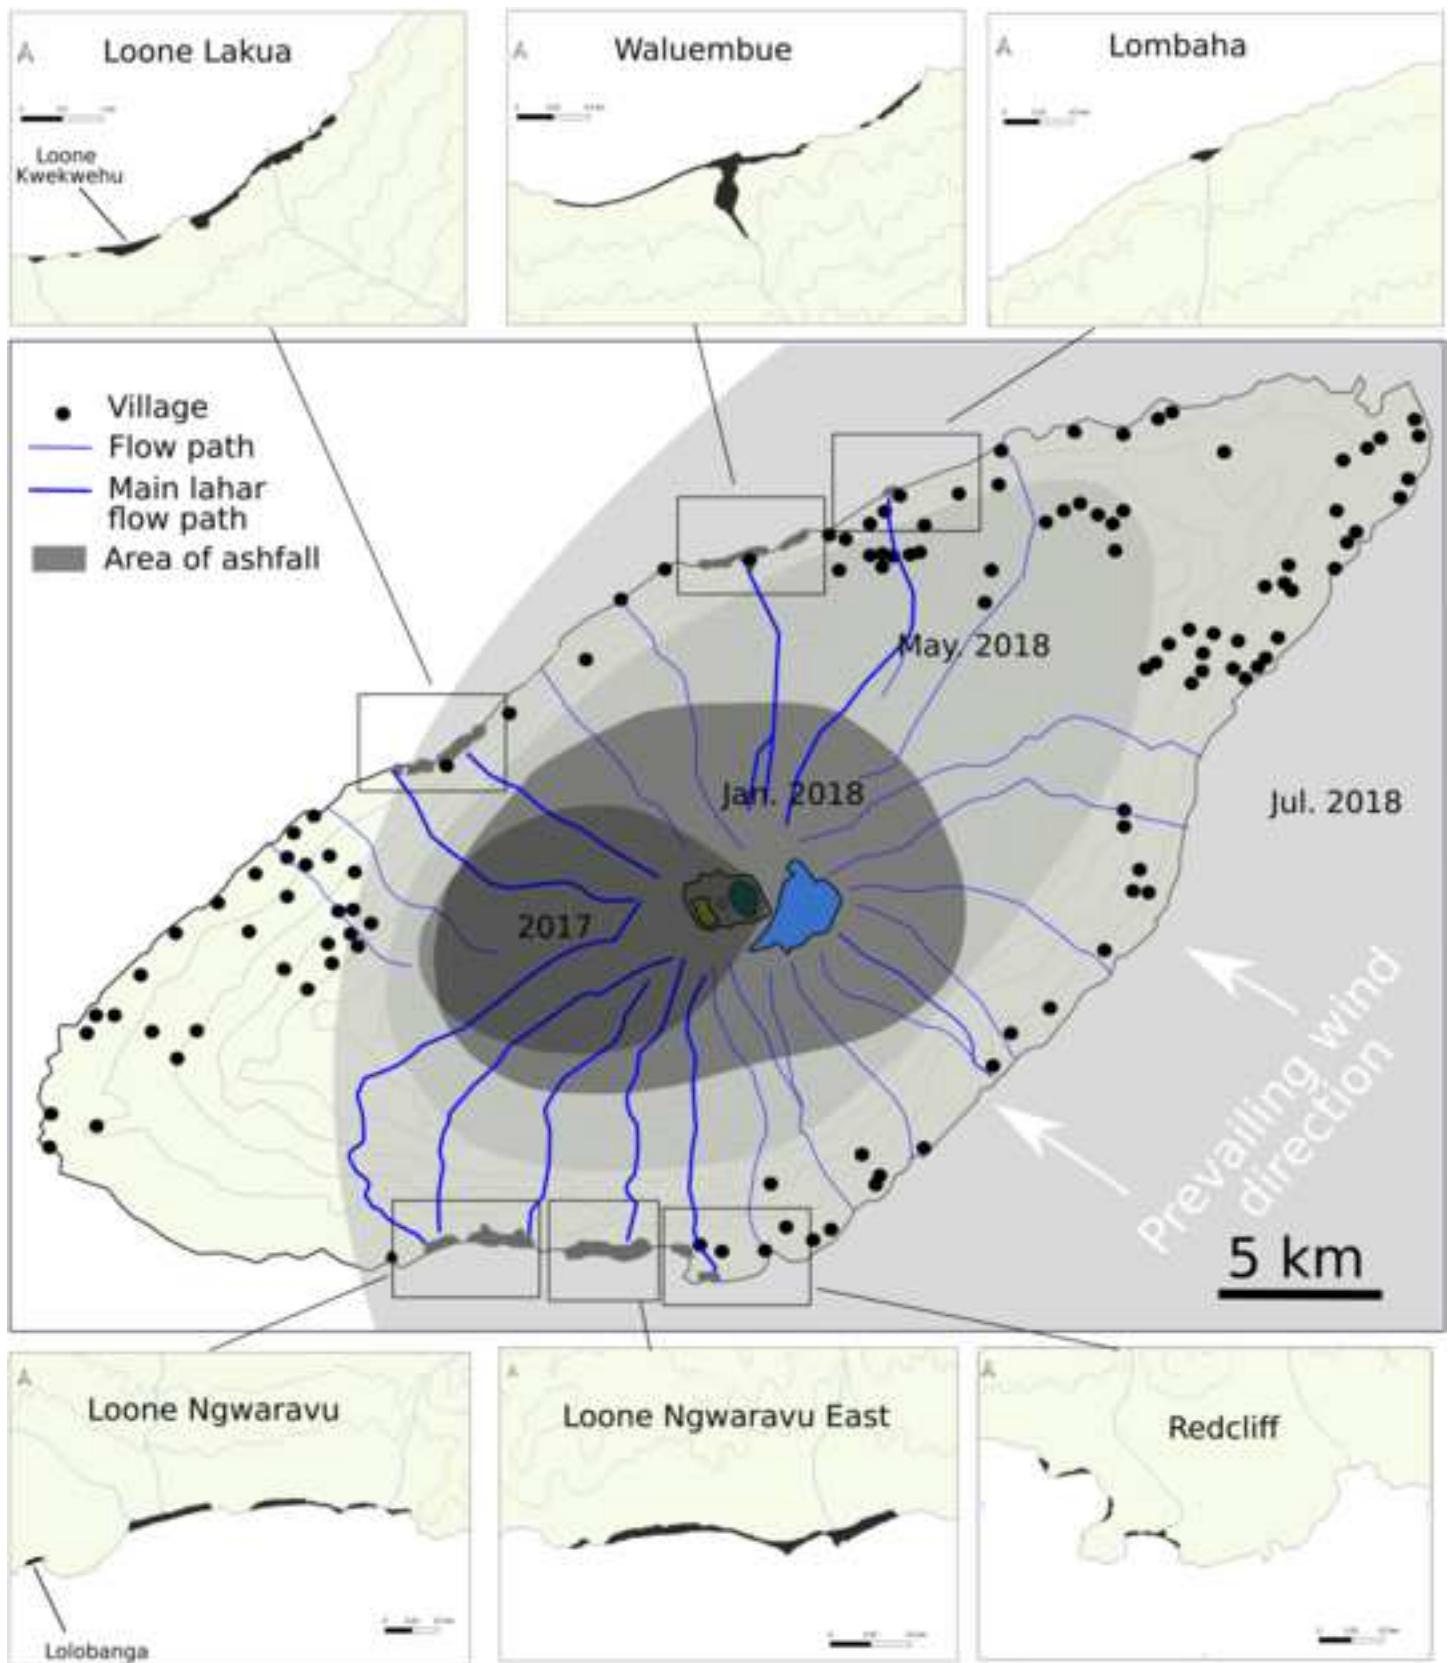 Loone Lakua
Waluembue
Lombaha
Loone
Kwekwehu
Village
Flow path
Main lahar
flow path
Area of ashfall
May. 2018
Jan. 2018
Jul. 2018
2017
Prevailing wind
direction
5 km
Loone Ngwaravu
Loone Ngwaravu East
Redcliff
Lolobanga